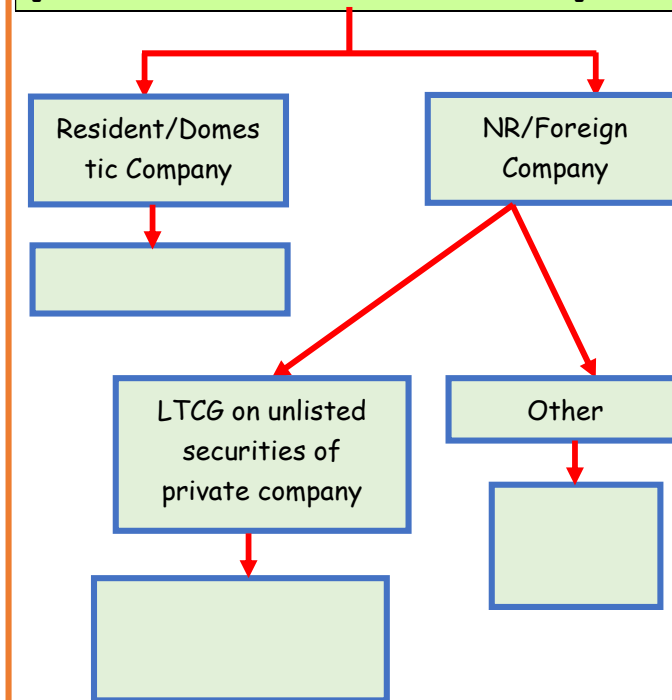 Resident/Domes
tic Company
NR/Foreign
Company
LTCG on unlisted
securities of
private company
Other